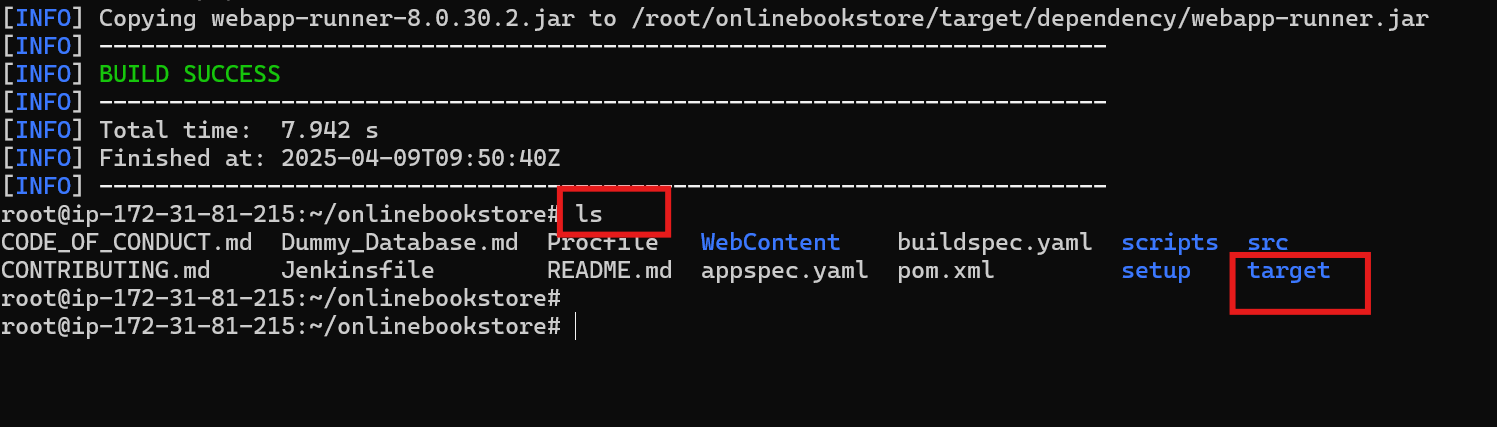 [INFO] Copying webapp-runner-8.0.30.2.jar to /root/onlinebookstore/target/dependency/webapp-runner.jar
[INFO] ------------------------------------------------------------------------
[INFO] BUILD SUCCESS
[INFO] ------------------------------------------------------------------------
[INFO] Total time:  7.942 s
[INFO] Finished at: 2025-04-09T09:50:40Z
[INFO] ------------------------------------------------------------------------
root@ip-172-31-81-215:~/onlinebookstore# ls
CODE_OF_CONDUCT.md  Dummy_Database.md  Procfile   WebContent    buildspec.yaml  scripts  src
CONTRIBUTING.md     Jenkinsfile        README.md  appspec.yaml  pom.xml         setup    target
root@ip-172-31-81-215:~/onlinebookstore#
root@ip-172-31-81-215:~/onlinebookstore#